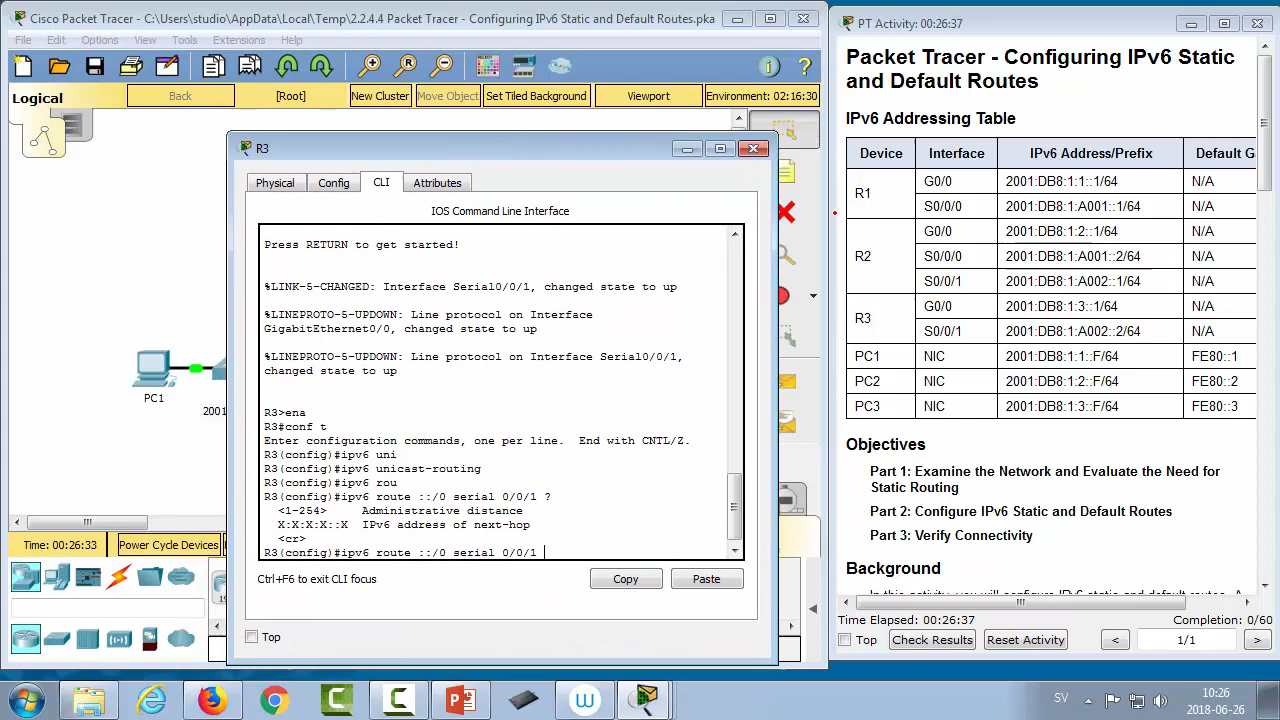 Cisco Packet Tracer - C:\Users\studio\AppData\Local\Temp\2.2.4.4 Packet Tracer - Configuring IPv6 Static and Default Routes.pka
File Edit Options View Tools Extensions Help
Logical
Back
[Root]
New Cluster
Move Object
Set Tiled Background
Viewport
Environment: 02:16:30
PC1
2001
R3
Physical
Config
CLI
Attributes
IOS Command Line Interface
Press RETURN to get started!
%LINK-5-CHANGED: Interface Serial0/0/1, changed state to up
%LINEPROTO-5-UPDOWN: Line protocol on Interface
GigabitEthernet0/0, changed state to up
%LINEPROTO-5-UPDOWN: Line protocol on Interface Serial0/0/1,
changed state to up
R3>ena
R3#conf t
Enter configuration commands, one per line.  End with CNTL/Z.
R3(config)#ipv6 uni
R3(config)#ipv6 unicast-routing
R3(config)#ipv6 rou
R3(config)#ipv6 route ::/0 serial 0/0/1 ?
<1-254>     Administrative distance
X:X:X:X::X  IPv6 address of next-hop
<cr>
R3(config)#ipv6 route ::/0 serial 0/0/1
Ctrl+F6 to exit CLI focus
Copy
Paste
Top
Time: 00:26:33
Power Cycle Devices
PT Activity: 00:26:37
Packet Tracer - Configuring IPv6 Static
and Default Routes
IPv6 Addressing Table
Device Interface IPv6 Address/Prefix Default G
R1 G0/0 2001:DB8:1:1::1/64 N/A
S0/0/0 2001:DB8:1:A001::1/64 N/A
R2 G0/0 2001:DB8:1:2::1/64 N/A
S0/0/0 2001:DB8:1:A001::2/64 N/A
S0/0/1 2001:DB8:1:A002::1/64 N/A
R3 G0/0 2001:DB8:1:3::1/64 N/A
S0/0/1 2001:DB8:1:A002::2/64 N/A
PC1 NIC 2001:DB8:1:1::F/64 FE80::1
PC2 NIC 2001:DB8:1:2::F/64 FE80::2
PC3 NIC 2001:DB8:1:3::F/64 FE80::3
Objectives
Part 1: Examine the Network and Evaluate the Need for
Static Routing
Part 2: Configure IPv6 Static and Default Routes
Part 3: Verify Connectivity
Background
In this activity, you will configure IPv6 static and default routes. A
Time Elapsed: 00:26:37
Completion: 0/60
Top
Check Results
Reset Activity
<
1/1
>
SV
10:26
2018-06-26